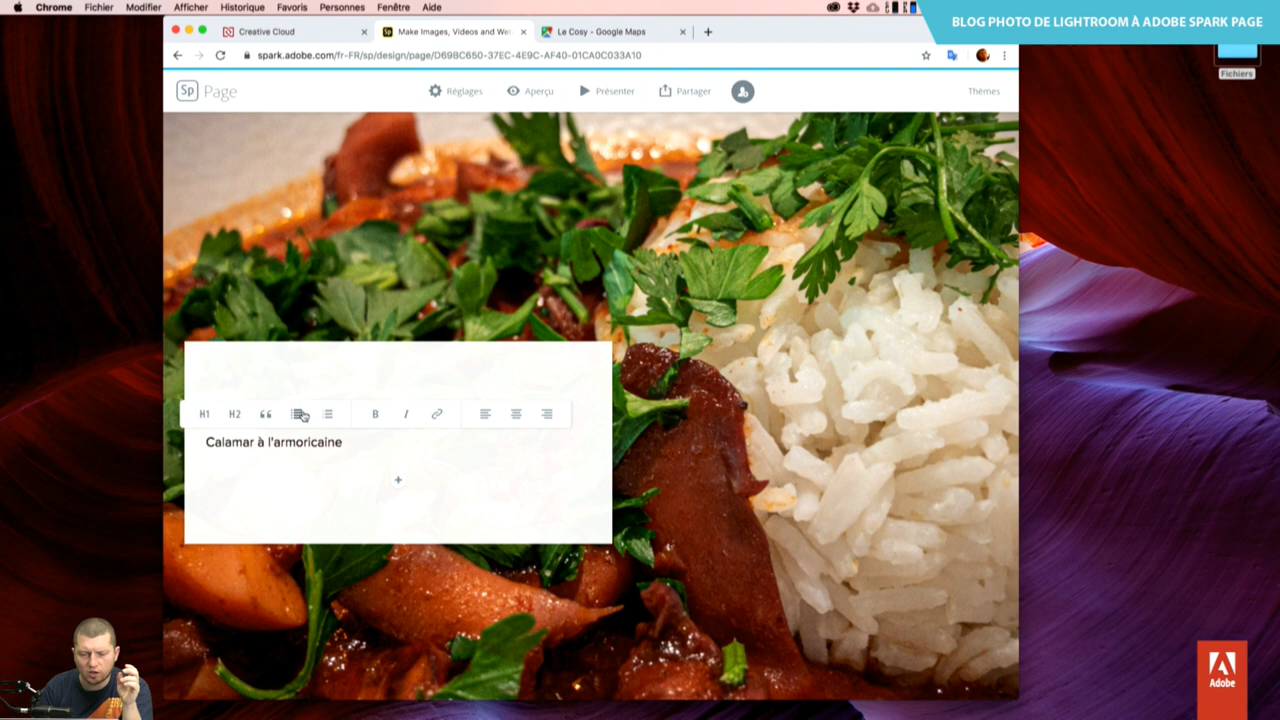 Chrome Fichier Modifier Afficher Historique Favoris Personnes Fenêtre Aide
BLOG PHOTO DE LIGHTROOM À ADOBE SPARK PAGE
Creative Cloud
Make Images, Videos and We
Le Cosy - Google Maps
spark.adobe.com/fr-FR/sp/design/page/D69BC650-37EC-4E9C-AF40-01CA0C033A10
Fichiers
Sp Page
Réglages
Aperçu
Présenter
Partager
Thèmes
H1 H2 B I
Calamar à l'armoricaine
Adobe